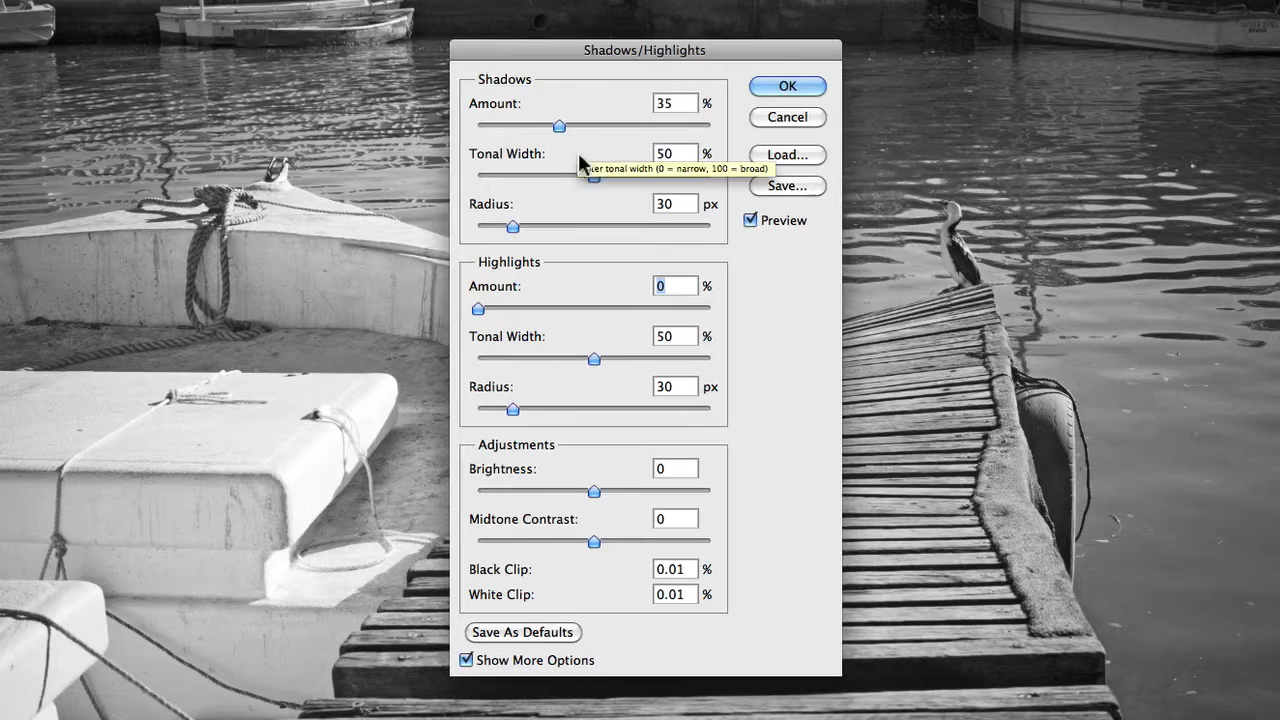 Shadows/Highlights
Shadows
Amount: 35 %
Tonal Width: 50 %
ter tonal width (0 = narrow, 100 = broad)
Radius: 30 px
Highlights
Amount: 0 %
Tonal Width: 50 %
Radius: 30 px
Adjustments
Brightness: 0
Midtone Contrast: 0
Black Clip: 0.01 %
White Clip: 0.01 %
Save As Defaults
Show More Options
OK
Cancel
Load...
Save...
Preview